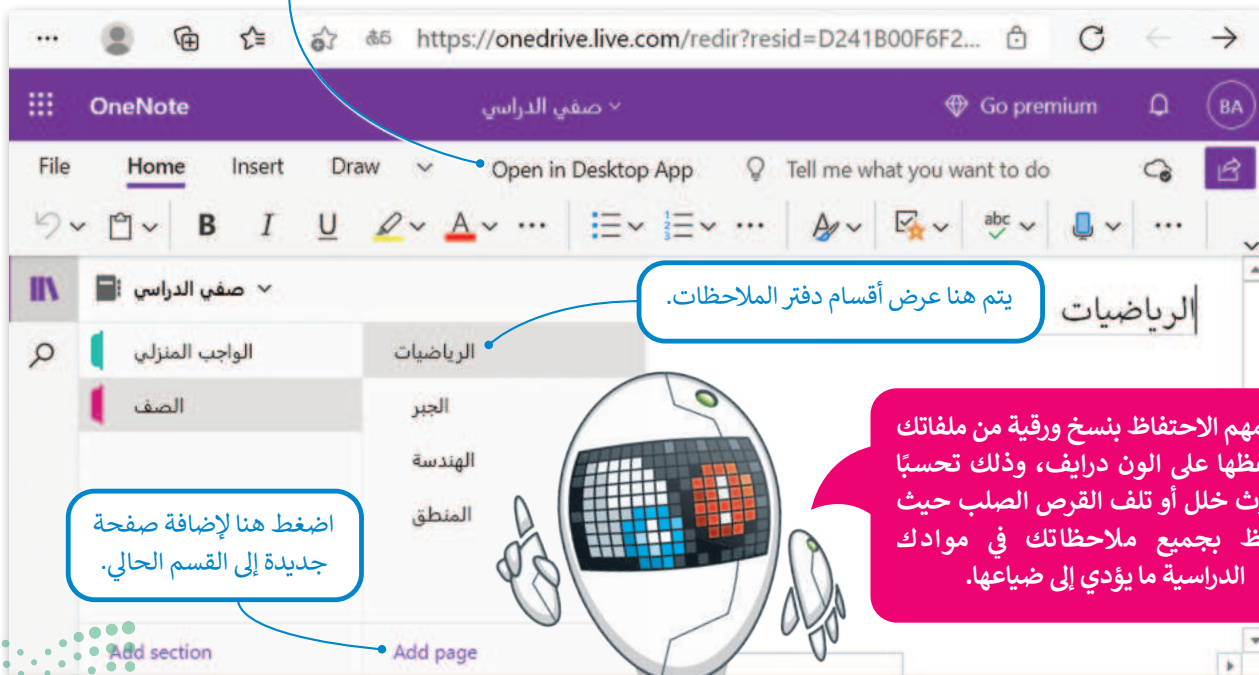 https://onedrive.live.com/redir?resid=D241B00F6F2...
OneNote
صفي الدراسي
Go premium
BA
File Home Insert Draw Open in Desktop App Tell me what you want to do
B I U A abc
صفي الدراسي
يتم هنا عرض أقسام دفتر الملاحظات.
الرياضيات
الواجب المنزلي
الرياضيات
الصف
الجبر
الهندسة
المنطق
اضغط هنا لإضافة صفحة
جديدة إلى القسم الحالي.
الاحتفاظ بنسخ ورقية من ملفاتك
على الون درايف، وذلك تحسبًا
خلل أو تلف القرص الصلب حيث
بجميع ملاحظاتك في موادك
الدراسية ما يؤدي إلى ضياعها.
Add section
Add page